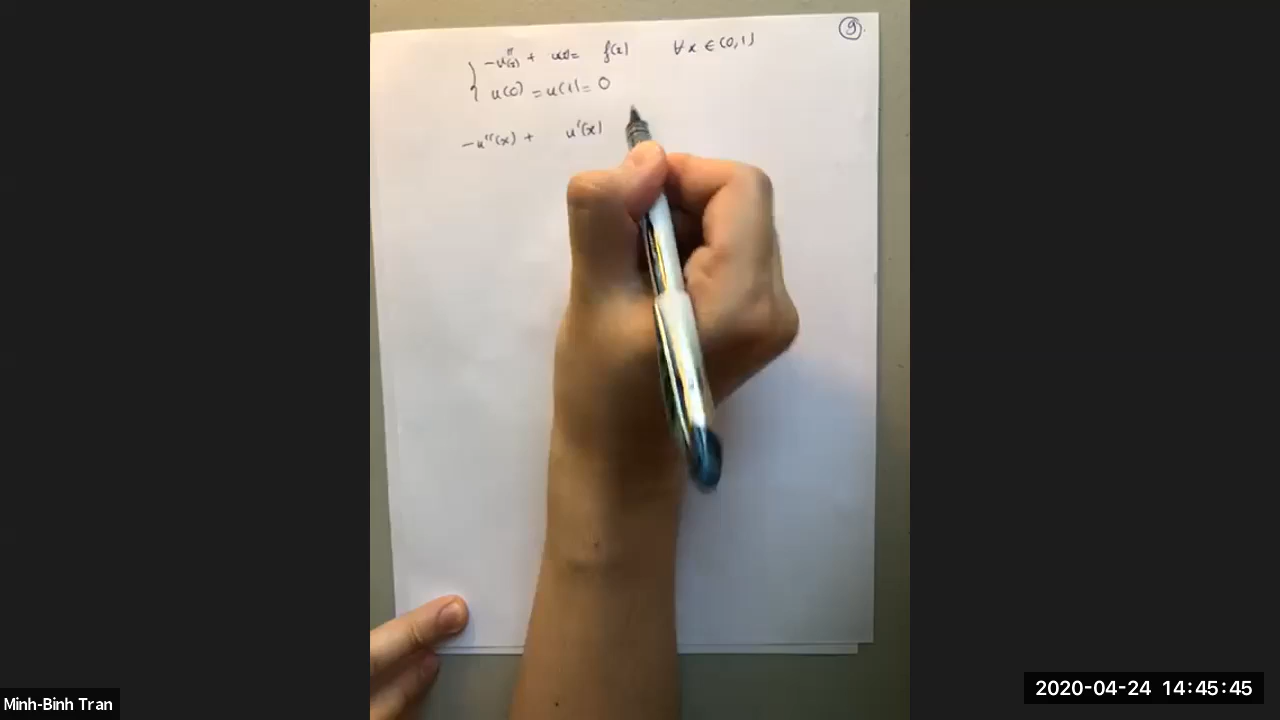 9.
{ -u''(x) + u(x) = f(x) ∀ x ∈ (0,1)
u(0) = u(1) = 0
-u''(x) + u'(x)
Minh-Binh Tran
2020-04-24 14:45:45